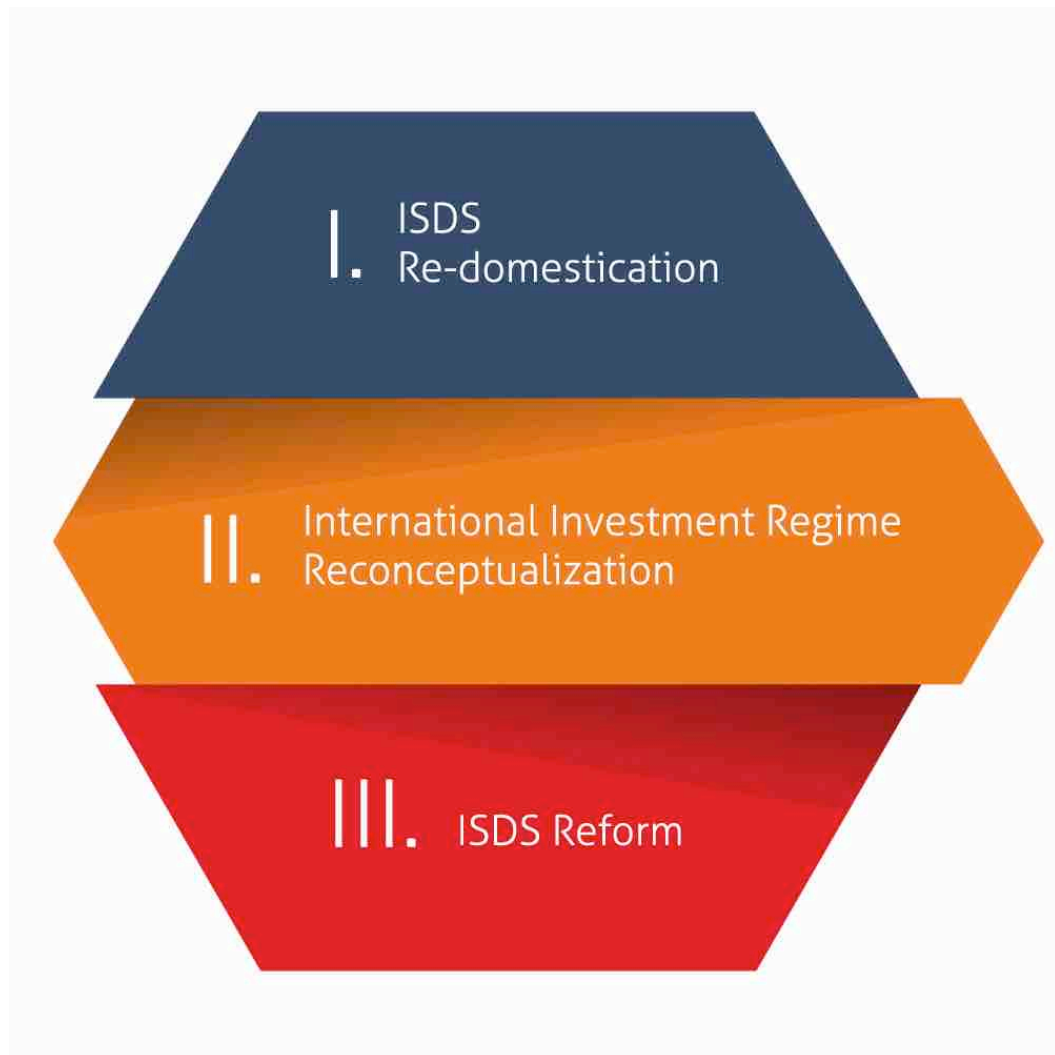 I. ISDS
Re-domestication
II. International Investment Regime
Reconceptualization
III. ISDS Reform